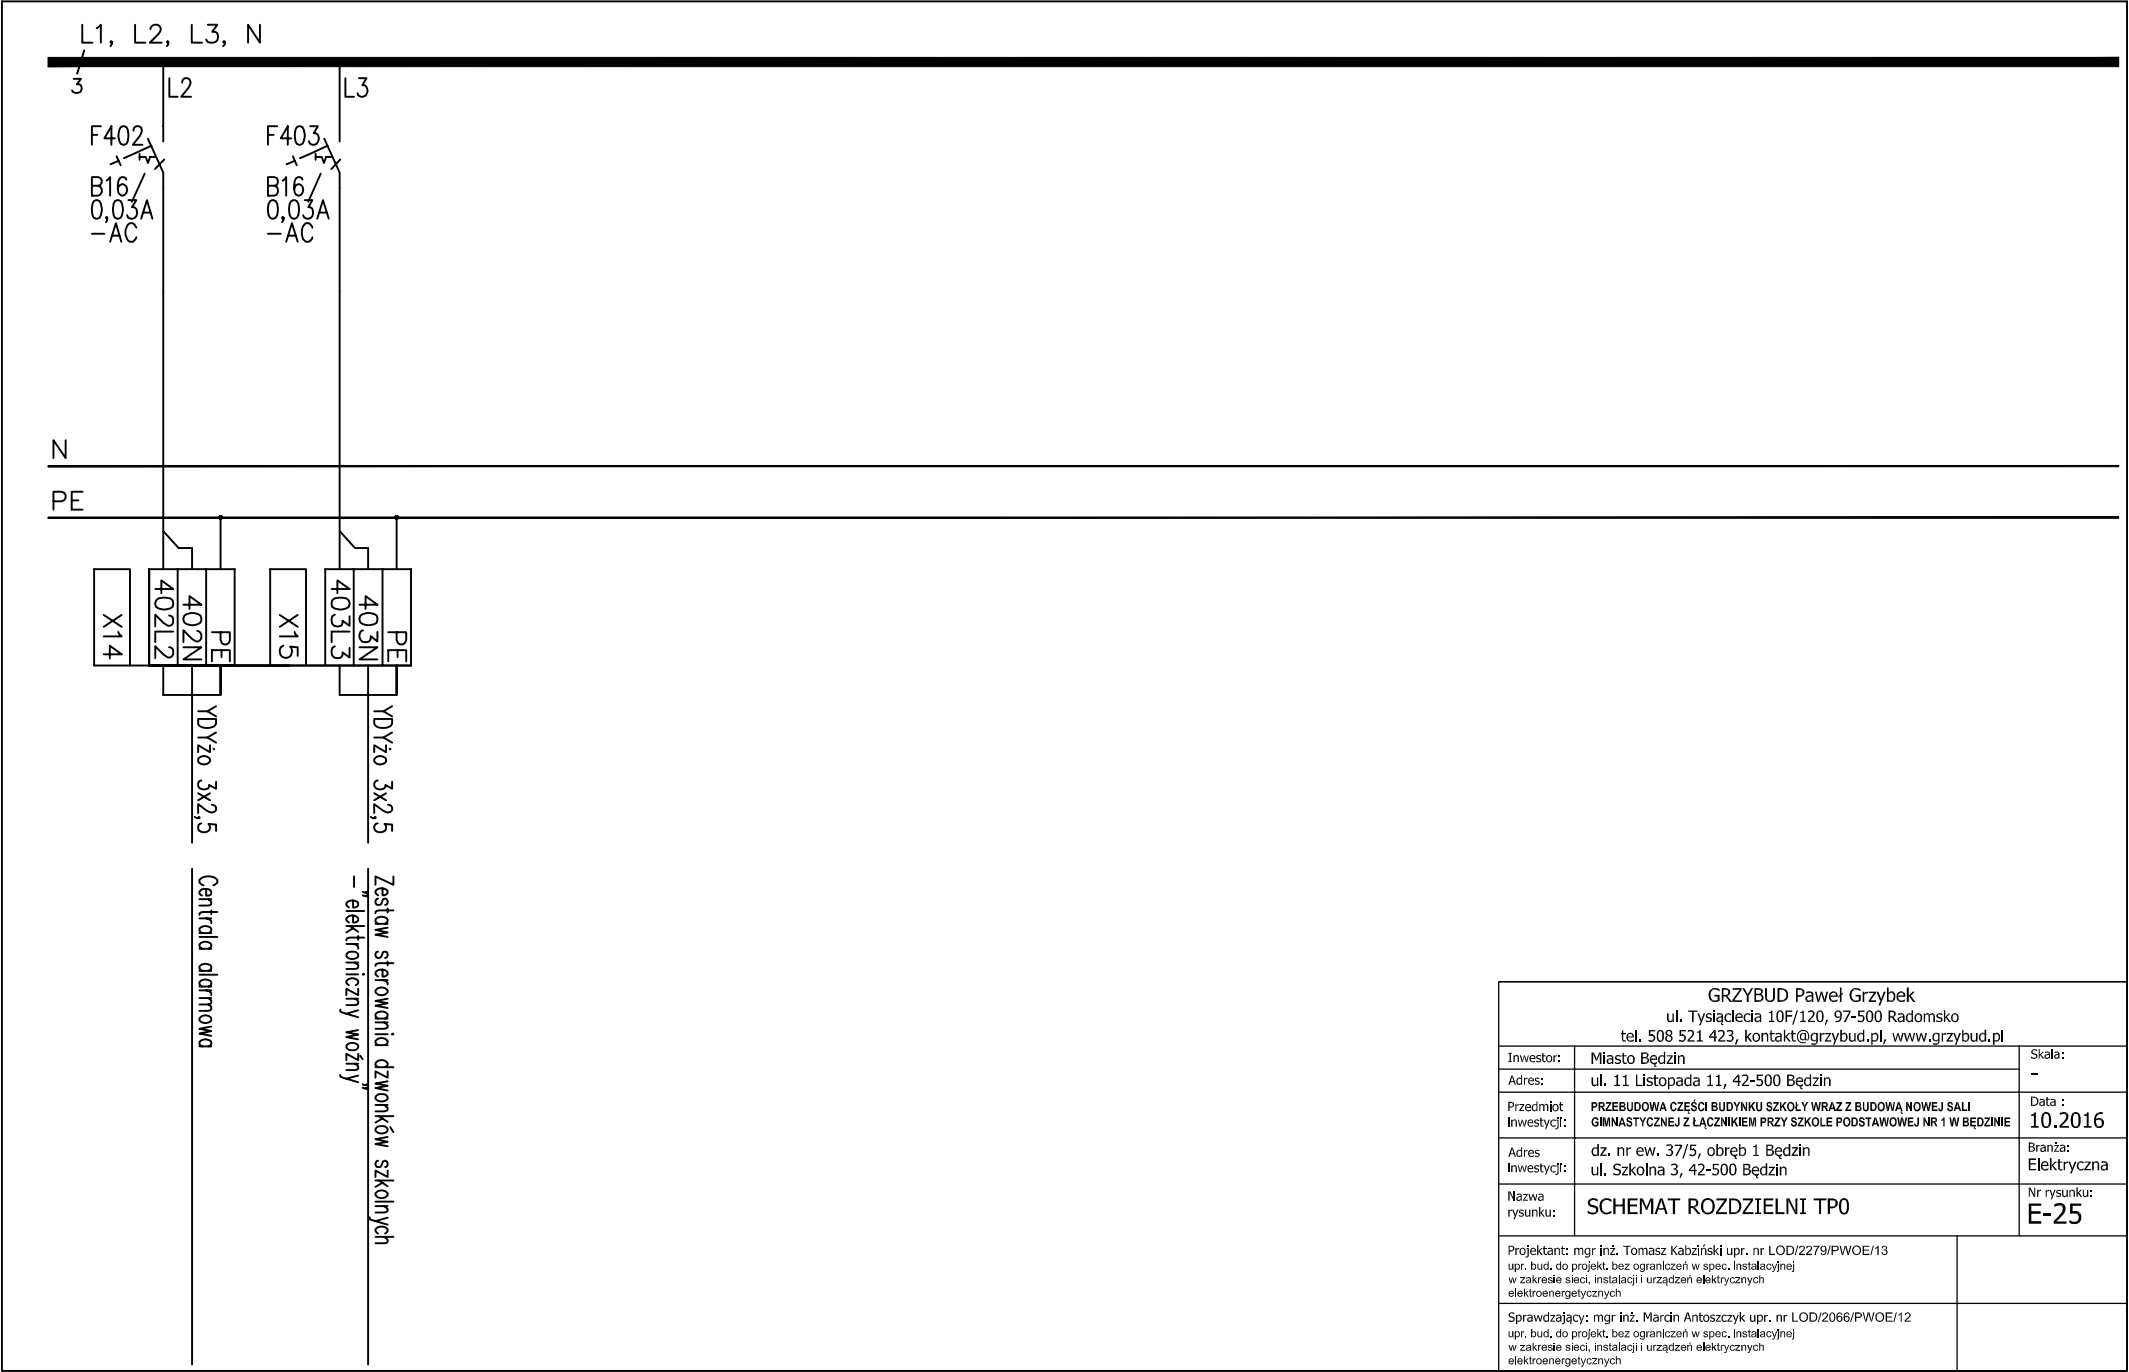 L1, L2, L3, N
3
L2
L3
F402
B16/
0,03A
-AC
F403
B16/
0,03A
-AC
N
PE
X14
402L2
402N
PE
X15
403L3
403N
PE
YDYżo 3x2,5
YDYżo 3x2,5
Centrala alarmowa
Zestaw sterowania dzwonków szkolnych
-"elektroniczny woźny"
GRZYBUD Paweł Grzybek
ul. Tysiąclecia 10F/120, 97-500 Radomsko
tel. 508 521 423, kontakt@grzybud.pl, www.grzybud.pl
Inwestor: Miasto Będzin
Skala:
-
Adres: ul. 11 Listopada 11, 42-500 Będzin
Przedmiot
Inwestycji:
PRZEBUDOWA CZĘŚCI BUDYNKU SZKOŁY WRAZ Z BUDOWĄ NOWEJ SALI
GIMNASTYCZNEJ Z ŁĄCZNIKIEM PRZY SZKOLE PODSTAWOWEJ NR 1 W BĘDZINIE
Data :
10.2016
Adres
Inwestycji:
dz. nr ew. 37/5, obręb 1 Będzin
ul. Szkolna 3, 42-500 Będzin
Branża:
Elektryczna
Nazwa
rysunku:
SCHEMAT ROZDZIELNI TP0
Nr rysunku:
E-25
Projektant: mgr inż. Tomasz Kabziński upr. nr LOD/2279/PWOE/13
upr. bud. do projekt. bez ograniczeń w spec. Instalacyjnej
w zakresie sieci, instalacji i urządzeń elektrycznych
elektroenergetycznych
Sprawdzający: mgr inż. Marcin Antoszczyk upr. nr LOD/2066/PWOE/12
upr. bud. do projekt. bez ograniczeń w spec. Instalacyjnej
w zakresie sieci, instalacji i urządzeń elektrycznych
elektroenergetycznych